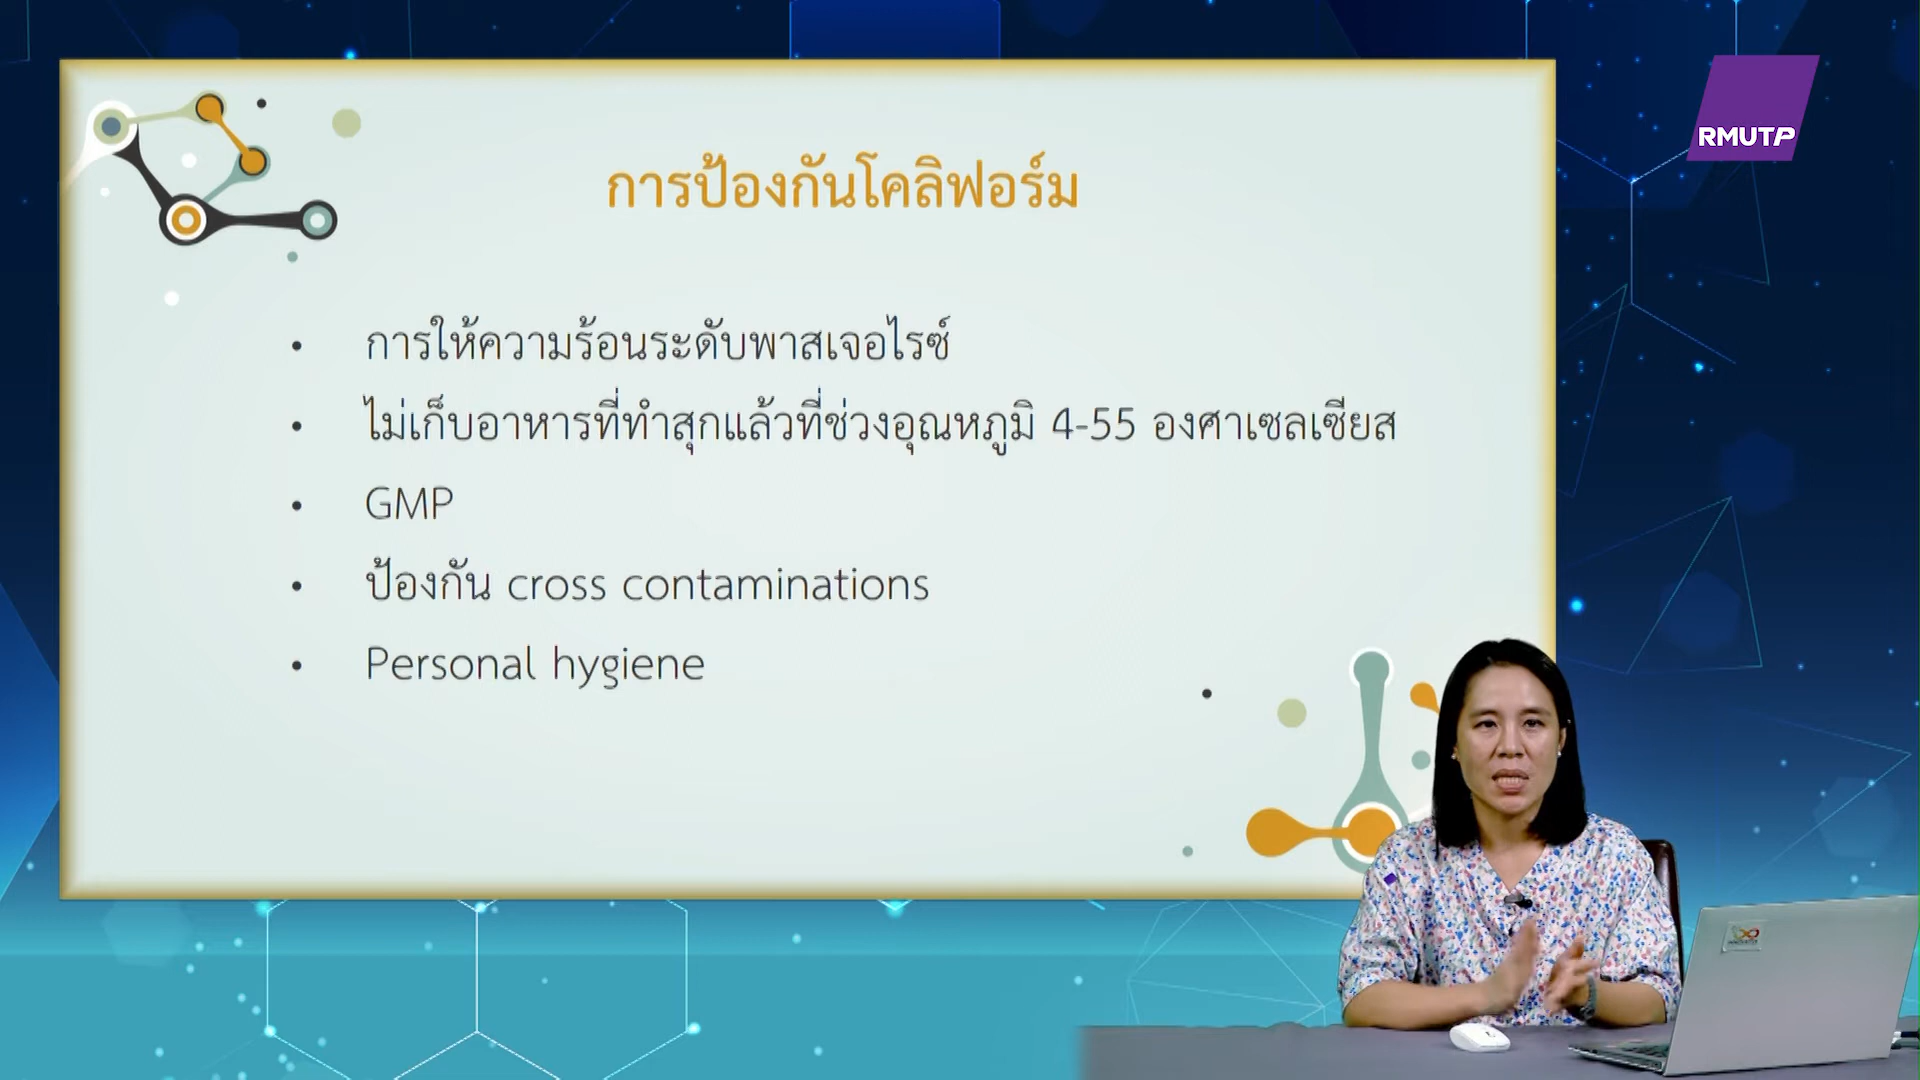 RMUTP
การป้องกันโคลิฟอร์ม
• การให้ความร้อนระดับพาสเจอไรซ์
• ไม่เก็บอาหารที่ทำสุกแล้วที่ช่วงอุณหภูมิ 4-55 องศาเซลเซียส
• GMP
• ป้องกัน cross contaminations
• Personal hygiene